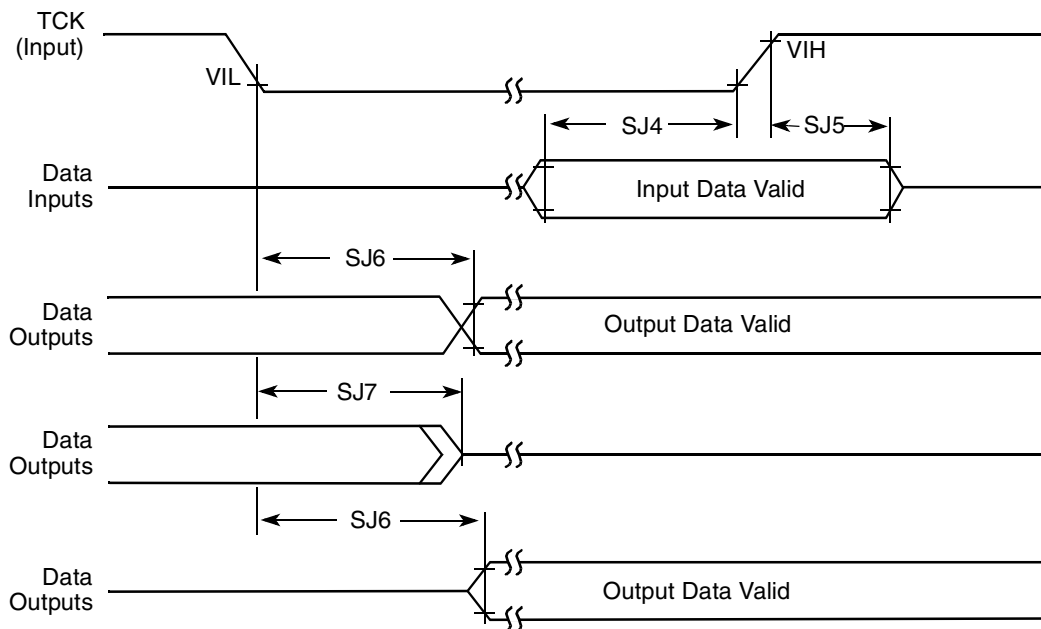 TCK
(Input)
VIL
VIH
SJ4
SJ5
Data
Inputs
Input Data Valid
SJ6
Data
Outputs
Output Data Valid
SJ7
Data
Outputs
SJ6
Data
Outputs
Output Data Valid